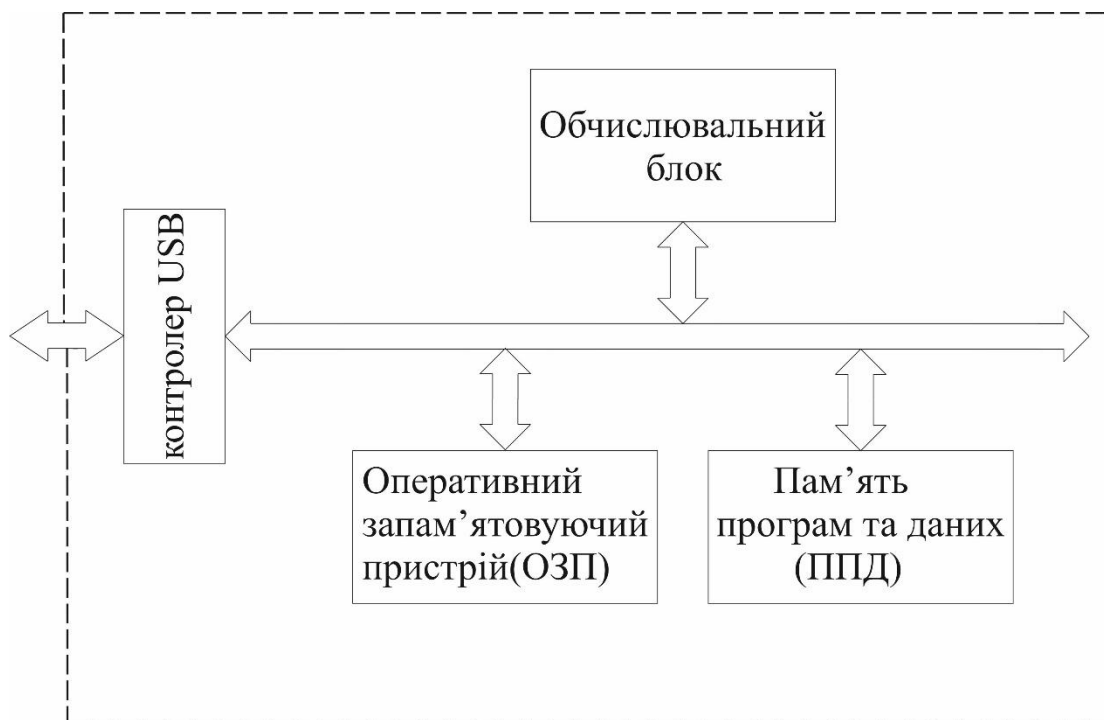 Обчислювальний
блок
контролер USB
Оперативний
запам’ятовуючий
пристрій(ОЗП)
Пам’ять
програм та даних
(ППД)